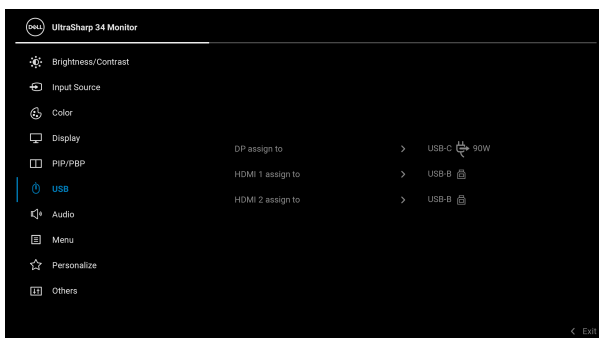 DELL UltraSharp 34 Monitor
Brightness/Contrast
Input Source
Color
Display
DP assign to > USB-C 90W
PIP/PBP
HDMI 1 assign to > USB-B
USB
HDMI 2 assign to > USB-B
Audio
Menu
Personalize
Others
< Exit